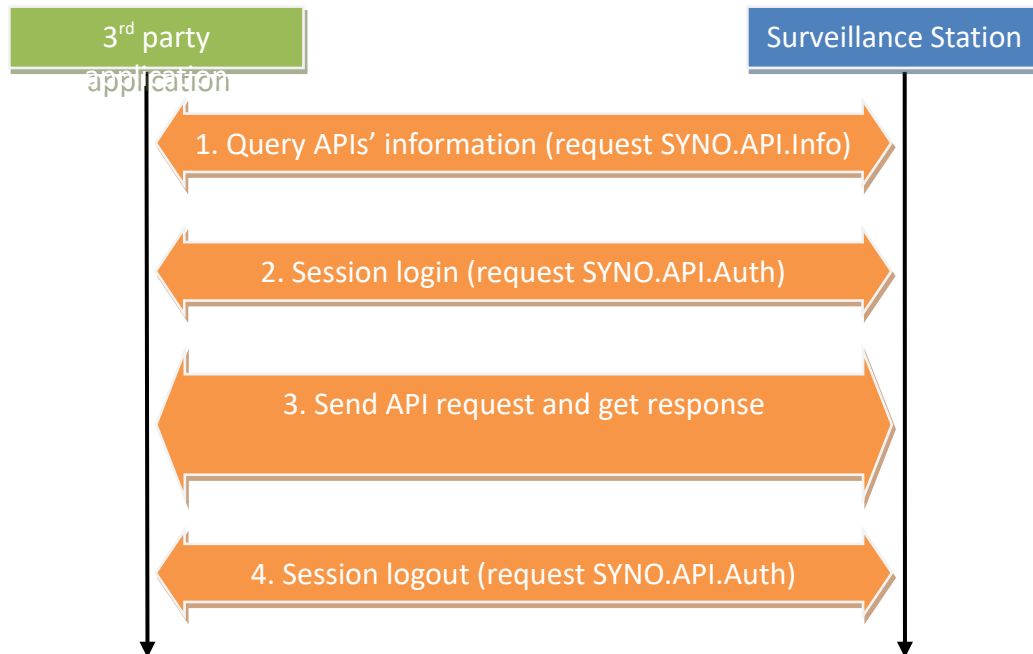 3rd party
application
Surveillance Station
1. Query APIs’ information (request SYNO.API.Info)
2. Session login (request SYNO.API.Auth)
3. Send API request and get response
4. Session logout (request SYNO.API.Auth)